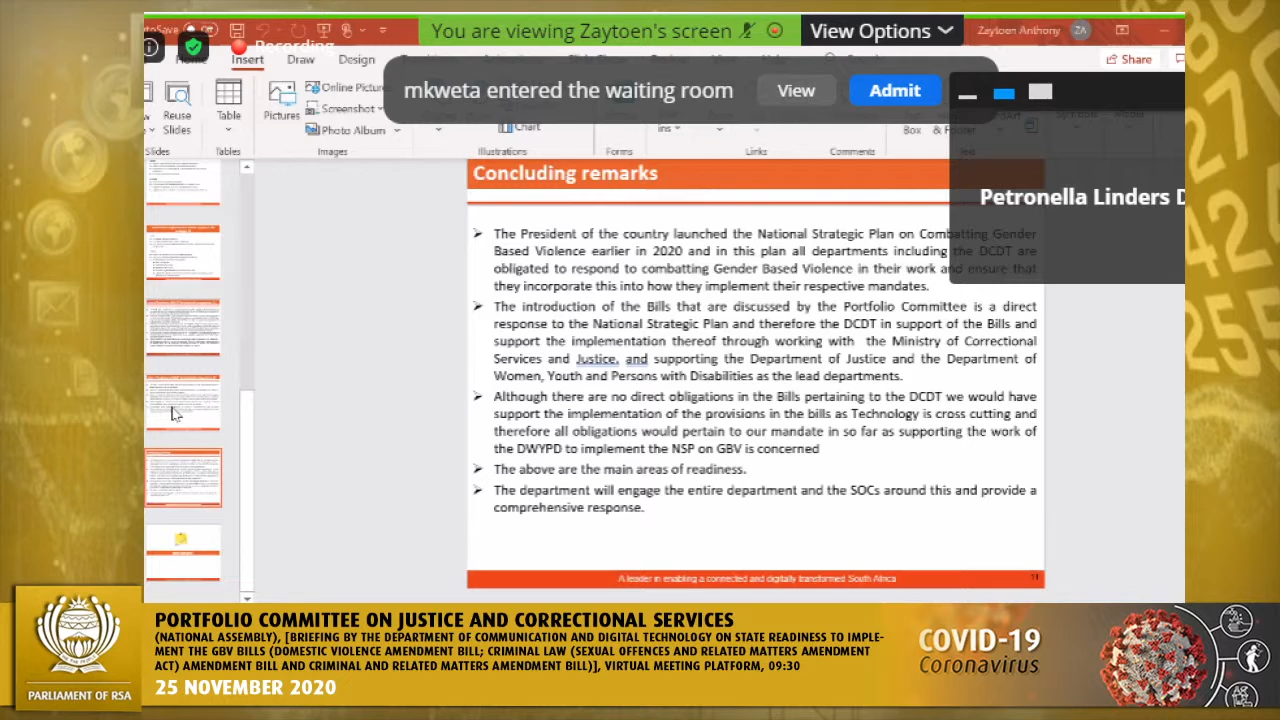 You are viewing Zaytoen's screen
View Options
Zaytoen Anthony
ZA
Recording
Insert
Draw
Design
Share
mkweta entered the waiting room
View
Admit
Reuse
Slides
Table
Pictures
Online Pictures
Screenshot
Photo Album
Chart
ins
Box
Slides
Tables
Images
Illustrations
Forms
Links
Comments
Petronella Linders D
Concluding remarks
The President of the country launched the National Strategic Plan on Combatting Gender
Based Violence earlier in 2020 and in this plan all departments including the DCDT are
obligated to report on combatting Gender Based Violence in their work and ensure that
they incorporate this into how they implement their respective mandates.
The introduction of the Bills that are discussed by the Portfolio Committee is a direct
response to the National Strategic Plan and therefore the DCDT in support of the Bills and
support the implementation thereof through working with the Ministry of Correctional
Services and Justice, and supporting the Department of Justice and the Department of
Women, Youth and Persons with Disabilities as the lead departments.
Although there are no direct obligations in the Bills pertaining to the DCDT we would have
support the implementation of the provisions in the bills as Technology is cross cutting and
therefore all obligations would pertain to our mandate in so far as supporting the work of
the DWYPD to implement the NSP on GBV is concerned
The above are the main areas of readiness.
The department will engage the entire department and the SOCs around this and provide a
comprehensive response.
A leader in enabling a connected and digitally transformed South Africa
PORTFOLIO COMMITTEE ON JUSTICE AND CORRECTIONAL SERVICES
(NATIONAL ASSEMBLY), [BRIEFING BY THE DEPARTMENT OF COMMUNICATION AND DIGITAL TECHNOLOGY ON STATE READINESS TO IMPLE-
MENT THE GBV BILLS (DOMESTIC VIOLENCE AMENDMENT BILL; CRIMINAL LAW (SEXUAL OFFENCES AND RELATED MATTERS AMENDMENT
ACT) AMENDMENT BILL AND CRIMINAL AND RELATED MATTERS AMENDMENT BILL)], VIRTUAL MEETING PLATFORM, 09:30
25 NOVEMBER 2020
PARLIAMENT OF RSA
COVID-19
Coronavirus